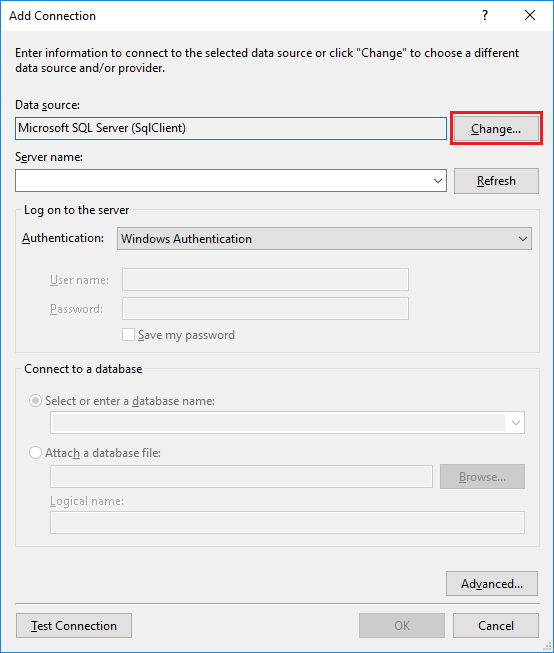 Add Connection
?
Enter information to connect to the selected data source or click "Change" to choose a different
data source and/or provider.
Data source:
Microsoft SQL Server (SqlClient)
Change...
Server name:
Refresh
Log on to the server
Authentication:
Windows Authentication
User name:
Password:
Save my password
Connect to a database
Select or enter a database name:
Attach a database file:
Browse...
Logical name:
Advanced...
Test Connection
OK
Cancel